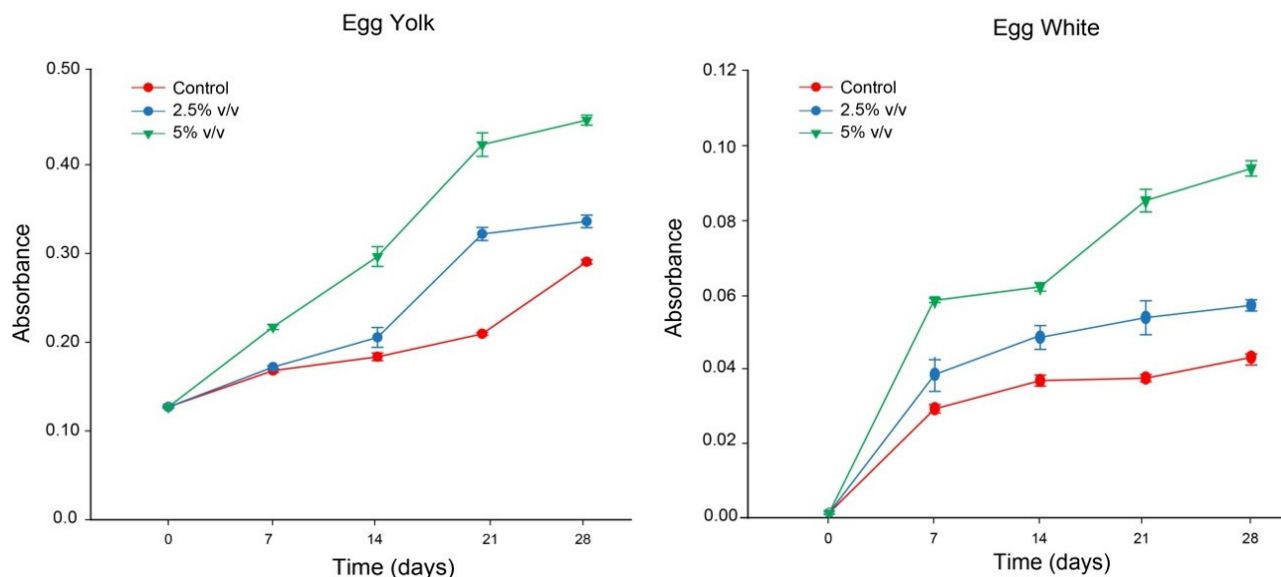 Egg Yolk
0.50
0.40
0.30
0.20
0.10
0.0
Absorbance
Control
2.5% v/v
5% v/v
0 7 14 21 28
Time (days)
Egg White
0.12
0.10
0.08
0.06
0.04
0.02
0.00
Absorbance
Control
2.5% v/v
5% v/v
0 7 14 21 28
Time (days)